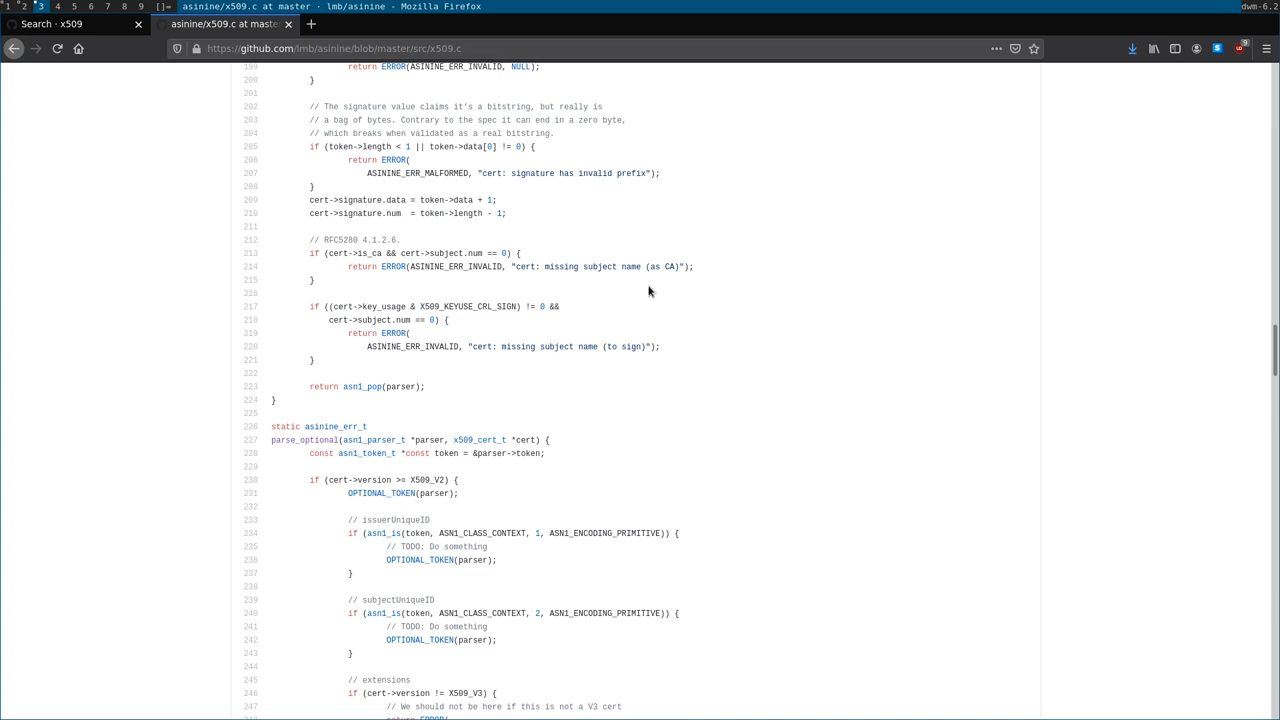 1 2 3 4 5 6 7 8 9 []= asinine/x509.c at master · lmb/asinine - Mozilla Firefox dwm-6.2
Search · x509 asinine/x509.c at maste
https://github.com/lmb/asinine/blob/master/src/x509.c
199 return ERROR(ASININE_ERR_INVALID, NULL);
200 }
201
202 // The signature value claims it's a bitstring, but really is
203 // a bag of bytes. Contrary to the spec it can end in a zero byte,
204 // which breaks when validated as a real bitstring.
205 if (token->length < 1 || token->data[0] != 0) {
206 return ERROR(
207 ASININE_ERR_MALFORMED, "cert: signature has invalid prefix");
208 }
209 cert->signature.data = token->data + 1;
210 cert->signature.num  = token->length - 1;
211
212 // RFC5280 4.1.2.6.
213 if (cert->is_ca && cert->subject.num == 0) {
214 return ERROR(ASININE_ERR_INVALID, "cert: missing subject name (as CA)");
215 }
216
217 if ((cert->key_usage & X509_KEYUSE_CRL_SIGN) != 0 &&
218 cert->subject.num == 0) {
219 return ERROR(
220 ASININE_ERR_INVALID, "cert: missing subject name (to sign)");
221 }
222
223 return asn1_pop(parser);
224 }
225
226 static asinine_err_t
227 parse_optional(asn1_parser_t *parser, x509_cert_t *cert) {
228 const asn1_token_t *const token = &parser->token;
229
230 if (cert->version >= X509_V2) {
231 OPTIONAL_TOKEN(parser);
232
233 // issuerUniqueID
234 if (asn1_is(token, ASN1_CLASS_CONTEXT, 1, ASN1_ENCODING_PRIMITIVE)) {
235 // TODO: Do something
236 OPTIONAL_TOKEN(parser);
237 }
238
239 // subjectUniqueID
240 if (asn1_is(token, ASN1_CLASS_CONTEXT, 2, ASN1_ENCODING_PRIMITIVE)) {
241 // TODO: Do something
242 OPTIONAL_TOKEN(parser);
243 }
244
245 // extensions
246 if (cert->version != X509_V3) {
247 // We should not be here if this is not a V3 cert
248 return ERROR(